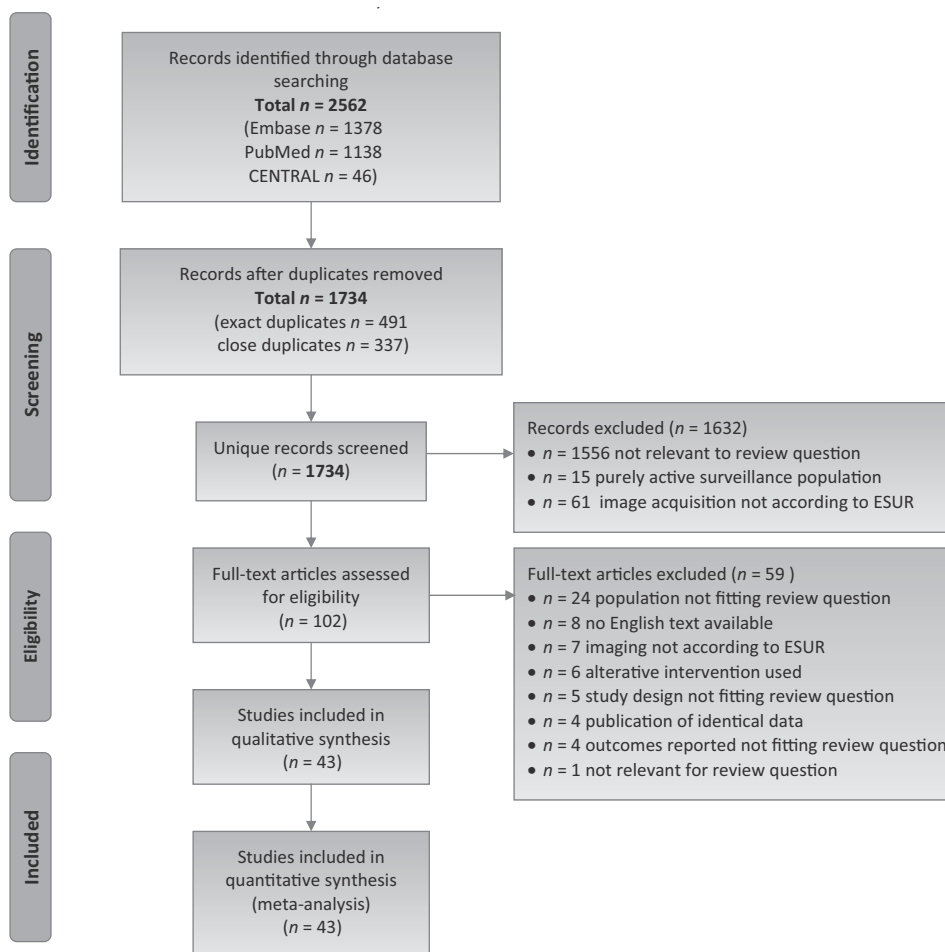 Identification
Records identified through database
searching
Total n = 2562
(Embase n = 1378
PubMed n = 1138
CENTRAL n = 46)
Screening
Records after duplicates removed
Total n = 1734
(exact duplicates n = 491
close duplicates n = 337)
Unique records screened
(n = 1734)
Records excluded (n = 1632)
• n = 1556 not relevant to review question
• n = 15 purely active surveillance population
• n = 61 image acquisition not according to ESUR
Eligibility
Full-text articles assessed
for eligibility
(n = 102)
Full-text articles excluded (n = 59 )
• n = 24 population not fitting review question
• n = 8 no English text available
• n = 7 imaging not according to ESUR
• n = 6 alterative intervention used
• n = 5 study design not fitting review question
• n = 4 publication of identical data
• n = 4 outcomes reported not fitting review question
• n = 1 not relevant for review question
Studies included in
qualitative synthesis
(n = 43)
Included
Studies included in
quantitative synthesis
(meta-analysis)
(n = 43)